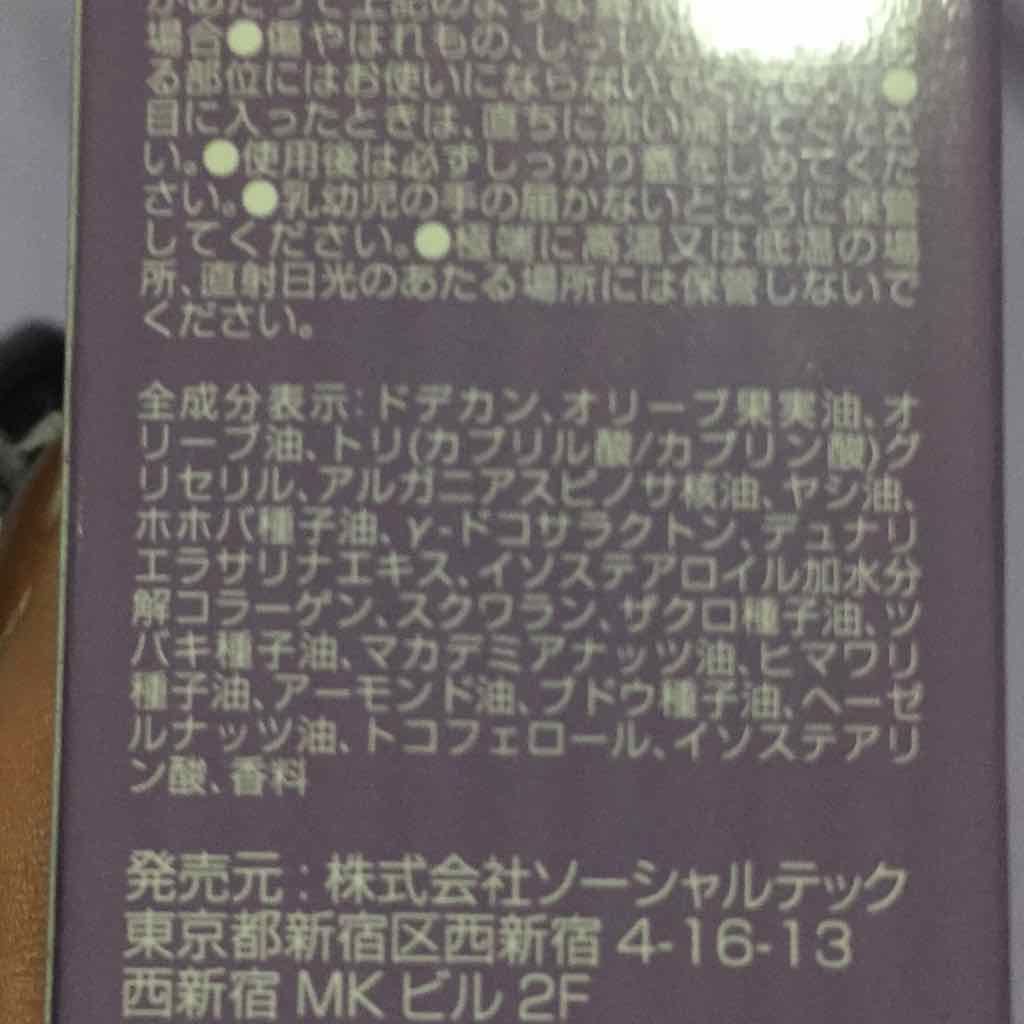 場合●傷やはれもの、しっしん
る部位にはお使いにならないでください。●
目に入ったときは、直ちに洗い流してくださ
い。●使用後は必ずしっかり蓋をしめてくだ
さい。●乳幼児の手の届かないところに保管
してください。●極端に高温又は低温の場
所、直射日光のあたる場所には保管しないで
ください。
全成分表示:ドデカン、オリーブ果実油、オ
リーブ油、トリ(カプリル酸/カプリン酸)グ
リセリル、アルガニアスピノサ核油、ヤシ油、
ホホバ種子油、γ-ドコサラクトン、デュナリ
エラサリナエキス、イソステアロイル加水分
解コラーゲン、スクワラン、ザクロ種子油、ツ
バキ種子油、マカデミアナッツ油、ヒマワリ
種子油、アーモンド油、ブドウ種子油、ヘーゼ
ルナッツ油、トコフェロール、イソステアリ
ン酸、香料
発売元:株式会社ソーシャルテック
東京都新宿区西新宿 4-16-13
西新宿 MK ビル 2F